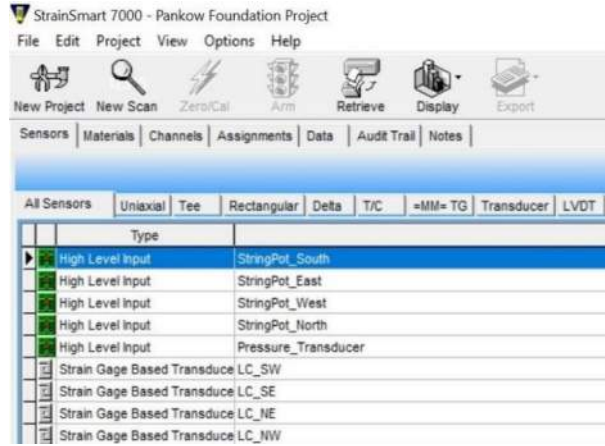 StrainSmart 7000 - Pankow Foundation Project
File Edit Project View Options Help
New Project New Scan Zero/Cal Arm Retrieve Display Export
Sensors Materials Channels Assignments Data Audit Trail Notes
All Sensors Uniaxial Tee Rectangular Delta T/C =MM= TG Transducer LVDT
Type
High Level Input StringPot_South
High Level Input StringPot_East
High Level Input StringPot_West
High Level Input StringPot_North
High Level Input Pressure_Transducer
Strain Gage Based Transduce LC_SW
Strain Gage Based Transduce LC_SE
Strain Gage Based Transduce LC_NE
Strain Gage Based Transduce LC_NW